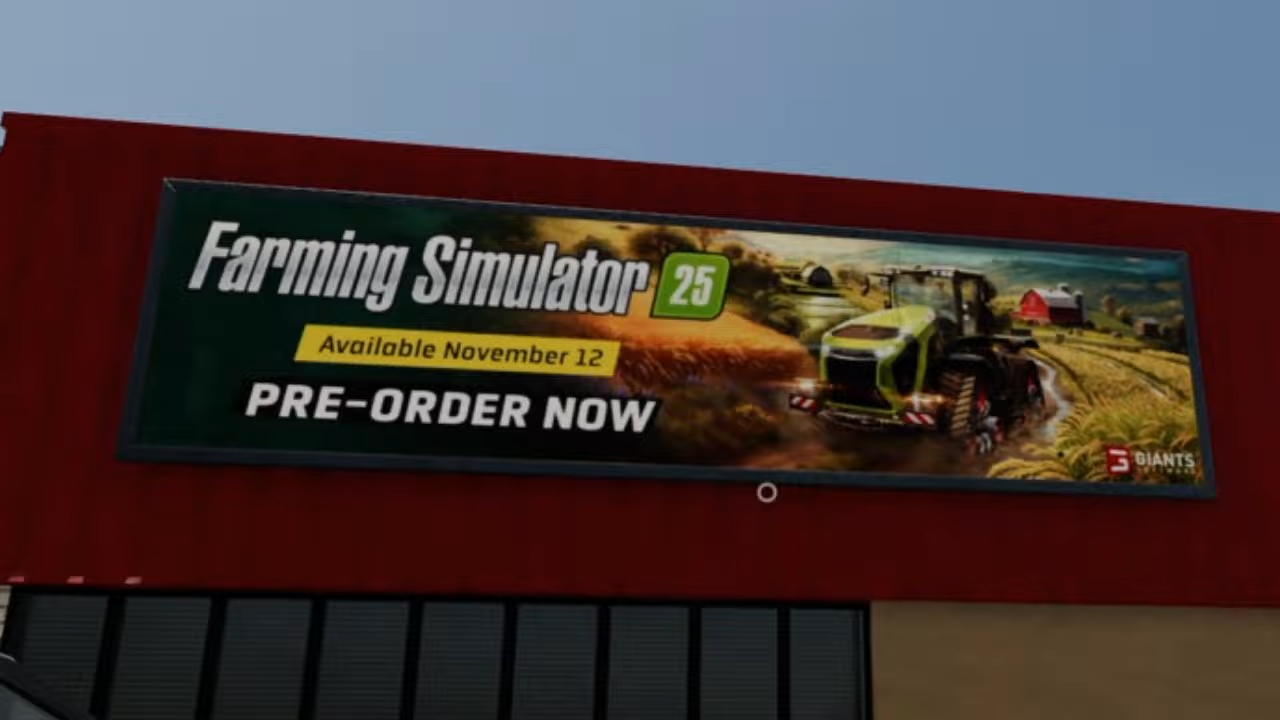 Farming Simulator 25
Available November 12
PRE-ORDER NOW
GIANTS